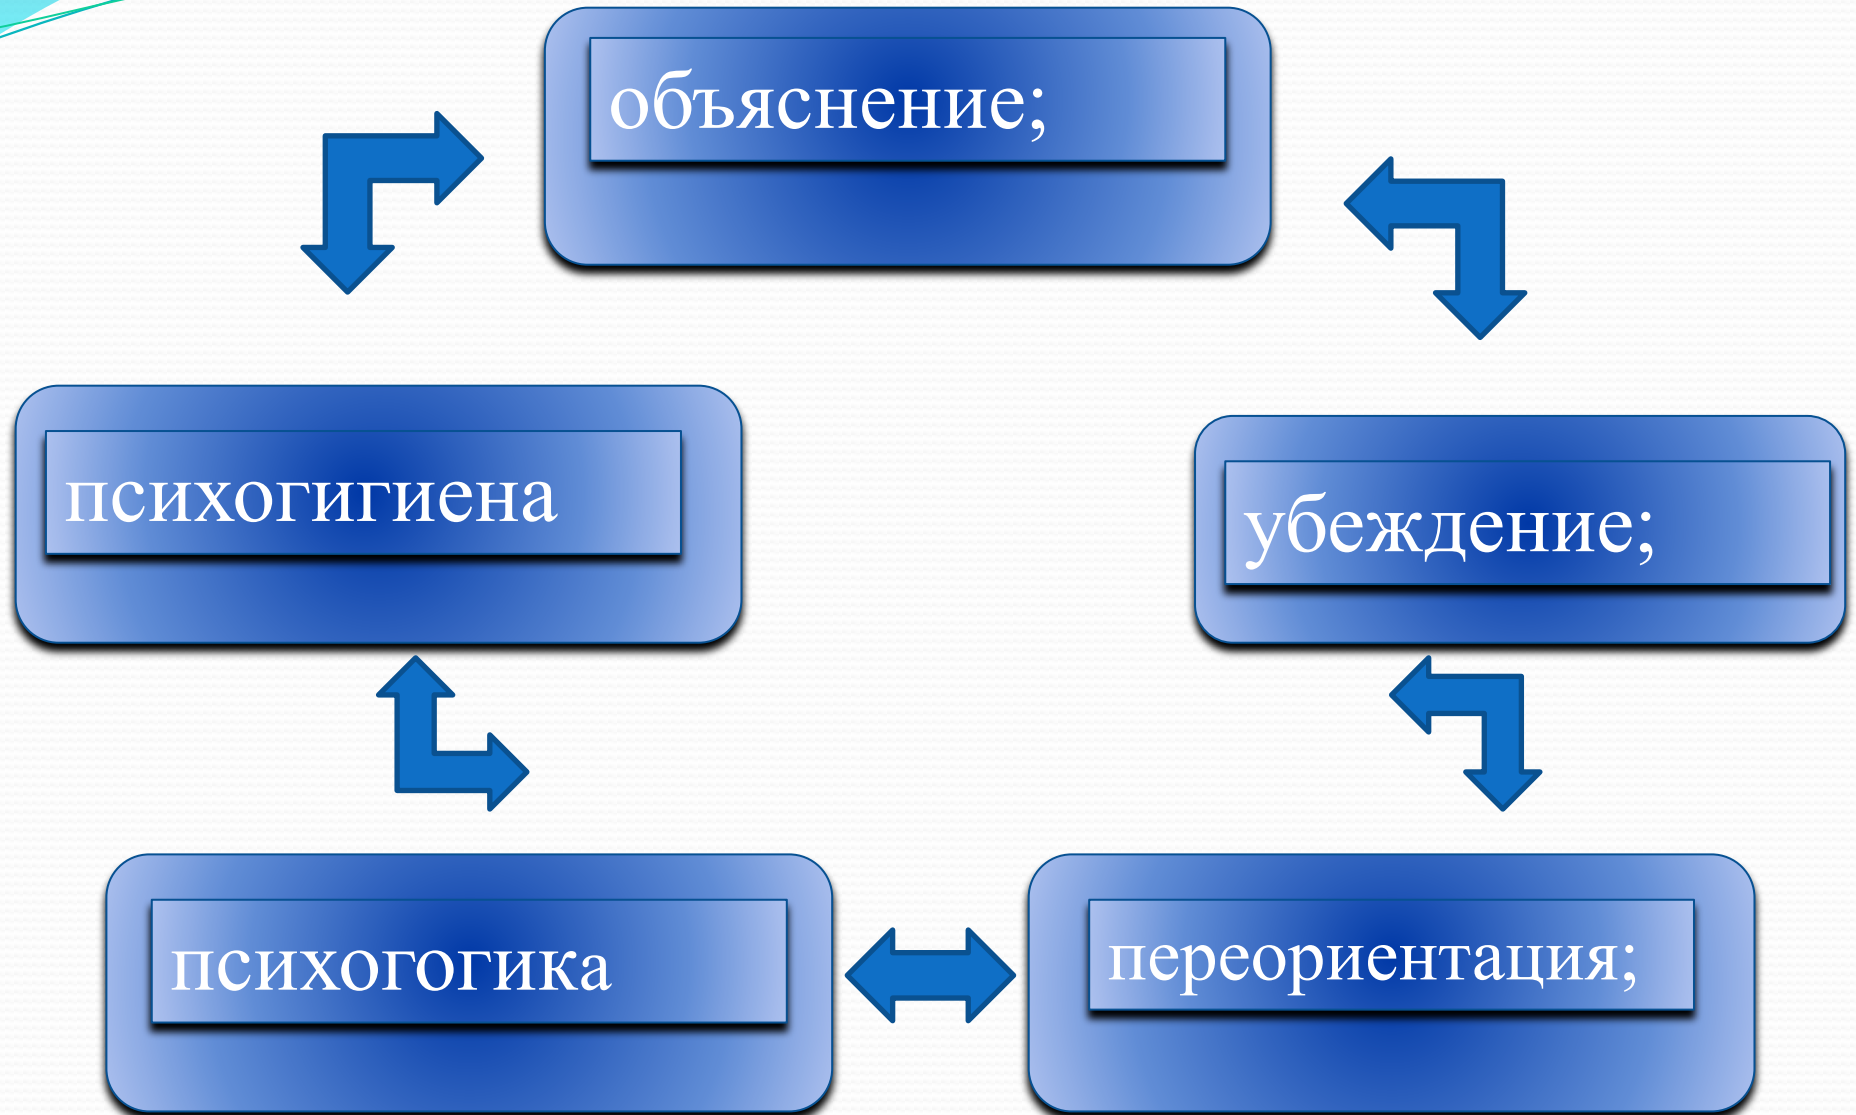 объяснение;
психогигиена
убеждение;
психогогика
переориентация;